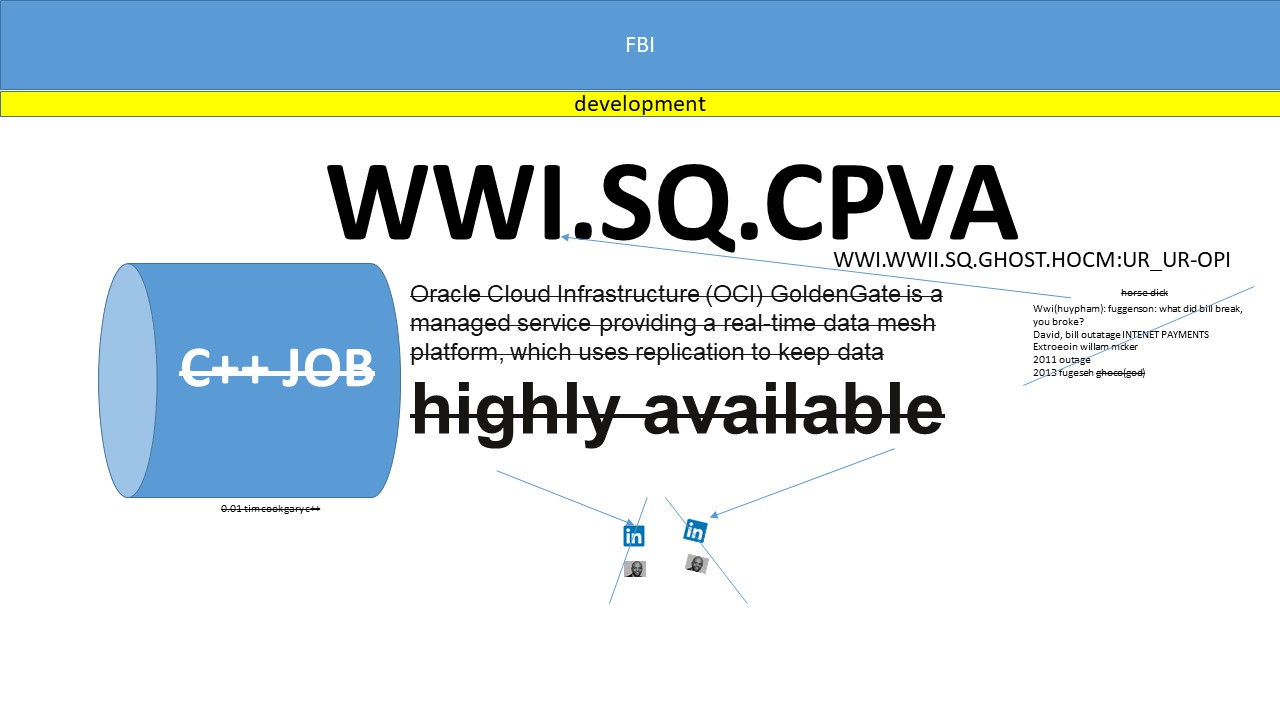 FBI
development
WWI.SQ.CPVA
WWI.WWII.SQ.GHOST.HOCM:UR_UR-OPI
horse dick
Wwi(huypham): fuggenson: what did bill break,
you broke?
David, bill outatage INTENET PAYMENTS
Extroeoin willam ricker
2011 outage
2013 fugeseh ghoco(god)
Oracle Cloud Infrastructure (OCI) GoldenGate is a
managed service providing a real-time data mesh
platform, which uses replication to keep data
highly available
C++ JOB
0.01 timcookgaryc++
in
in